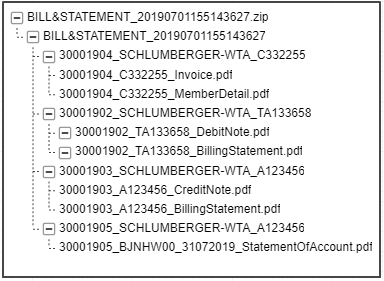 BILL&STATEMENT_20190701155143627.zip
BILL&STATEMENT_20190701155143627
30001904_SCHLUMBERGER-WTA_C332255
30001904_C332255_Invoice.pdf
30001904_C332255_MemberDetail.pdf
30001902_SCHLUMBERGER-WTA_TA133658
30001902_TA133658_DebitNote.pdf
30001902_TA133658_BillingStatement.pdf
30001903_SCHLUMBERGER-WTA_A123456
30001903_A123456_CreditNote.pdf
30001903_A123456_BillingStatement.pdf
30001905_SCHLUMBERGER-WTA_A123456
30001905_BJNHW00_31072019_StatementOfAccount.pdf